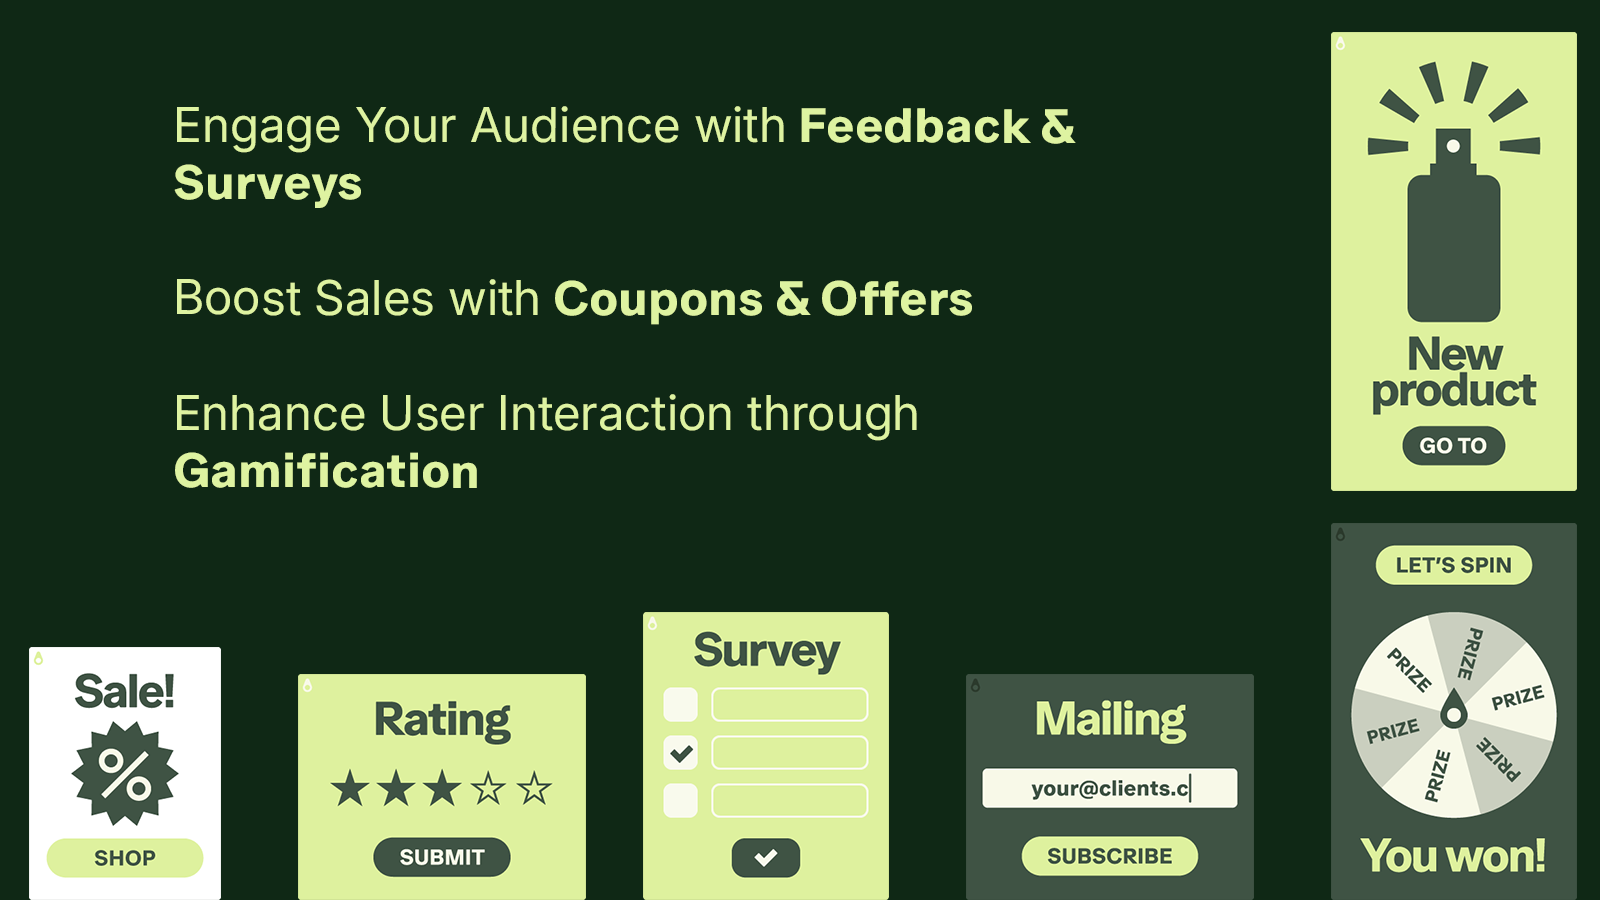 Engage Your Audience with Feedback &
Surveys
Boost Sales with Coupons & Offers
Enhance User Interaction through
Gamification
New
product
GO TO
LET'S SPIN
PRIZE
PRIZE
PRIZE
PRIZE
PRIZE
PRIZE
You won!
Sale!
%
SHOP
Rating
SUBMIT
Survey
Mailing
your@clients.c
SUBSCRIBE